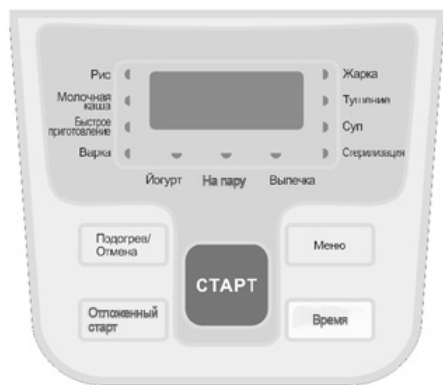 Рис
Молочная
каша
Быстрое
приготовление
Варка
Йогурт
На пару
Выпечка
Жарка
Тушение
Суп
Стерилизация
Подогрев/
Отмена
Отложенный
старт
СТАРТ
Меню
Время